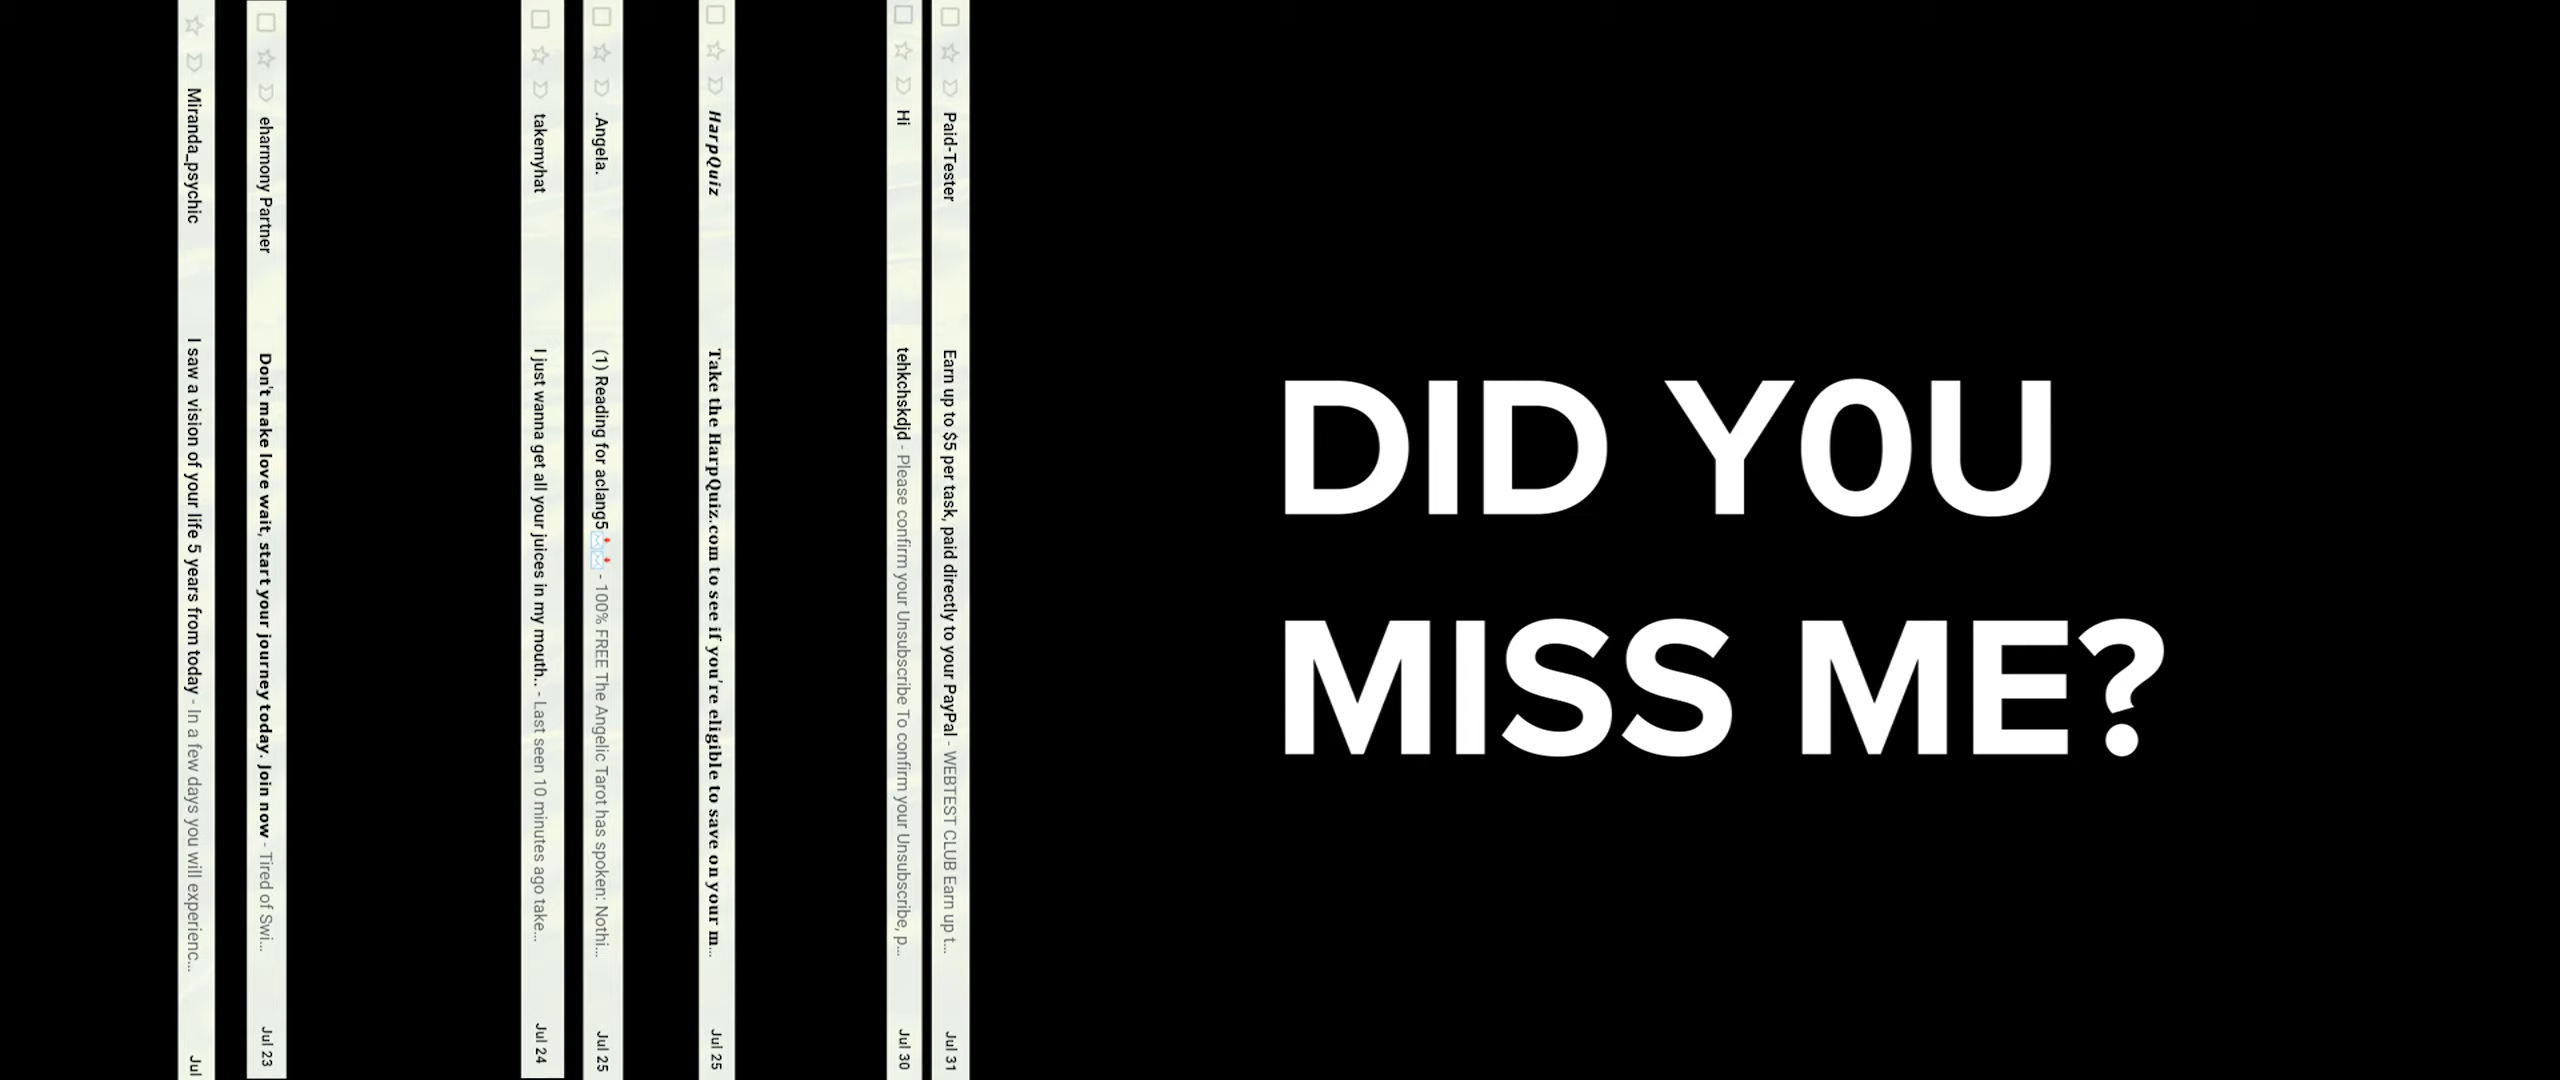 Miranda_psychic I saw a vision of your life 5 years from today - In a few days you will experienc... Jul
eharmony Partner Don't make love wait, start your journey today. Join now - Tired of Swi... Jul 23
takemyhat I just wanna get all your juices in my mouth.. - Last seen 10 minutes ago take... Jul 24
.Angela. (1) Reading for aclang5📩📩 - 100% FREE The Angelic Tarot has spoken: Nothi... Jul 25
HarpQuiz Take the HarpQuiz.com to see if you're eligible to save on your m... Jul 25
Hi tehkchskdjd - Please confirm your Unsubscribe To confirm your Unsubscribe, p... Jul 30
Paid-Tester Earn up to $5 per task, paid directly to your PayPal - WEBTEST CLUB Earn up t... Jul 31
DID Y0U
MISS ME?